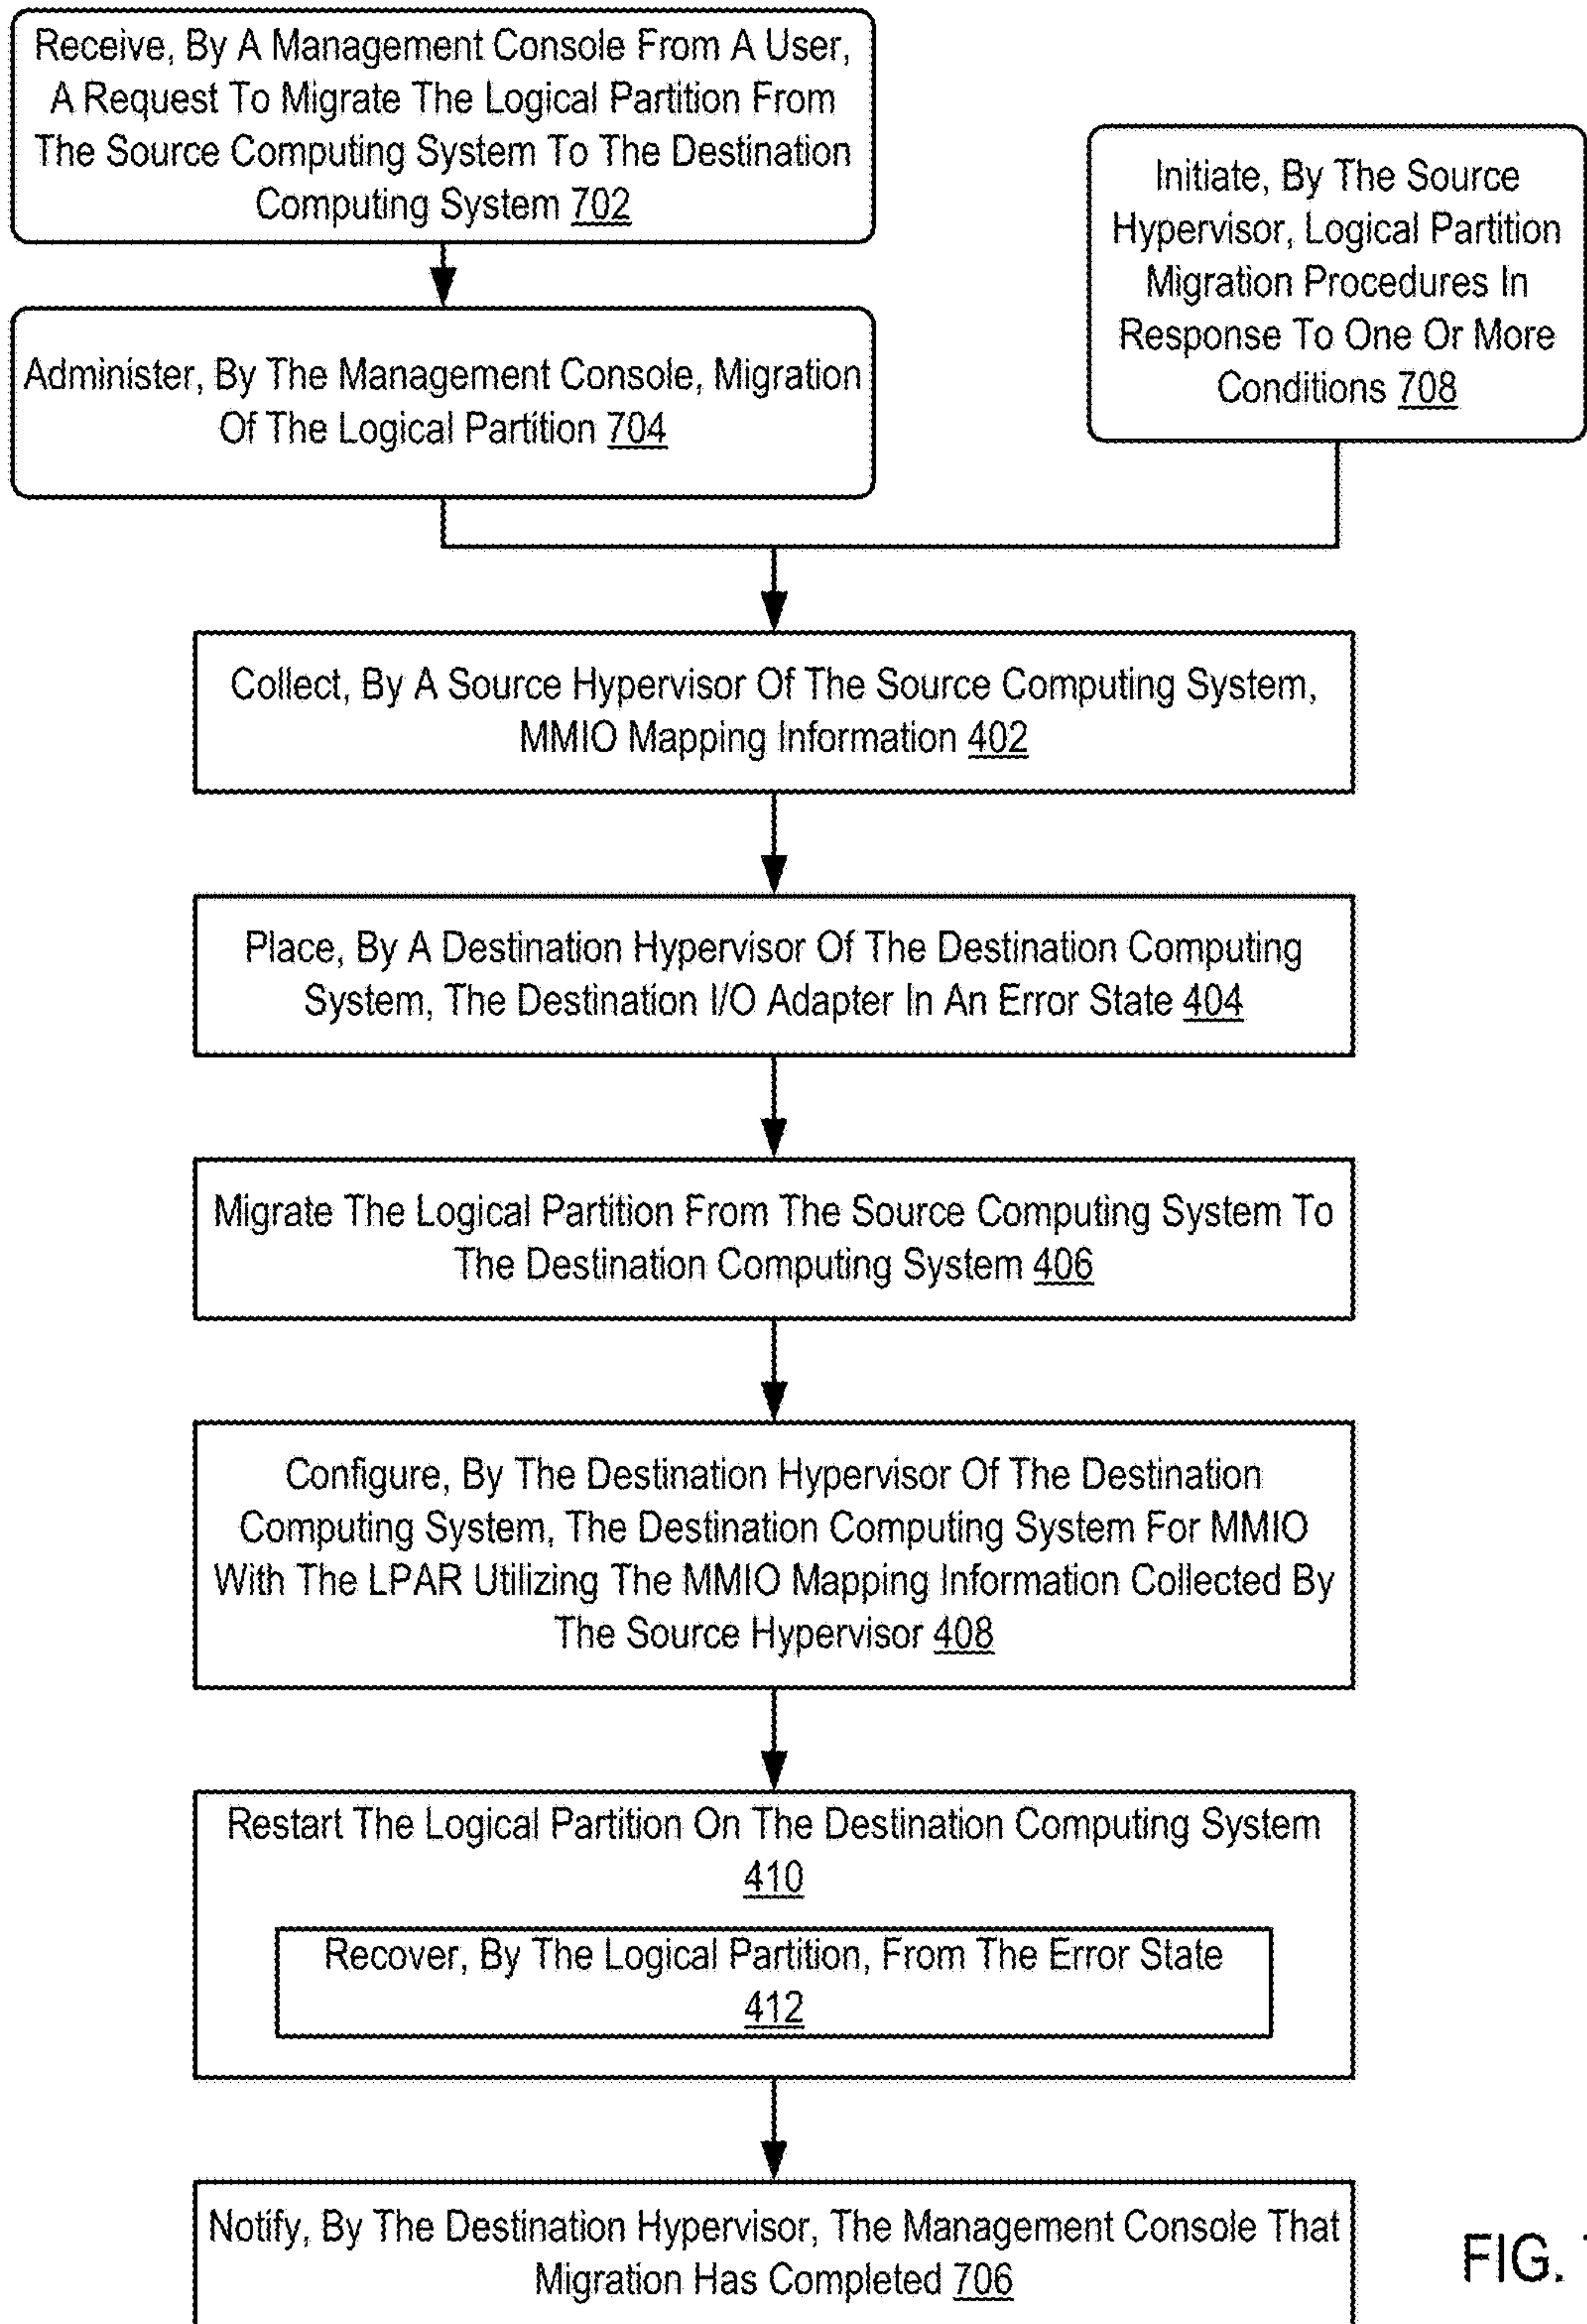 Receive, By A Management Console From A User,
A Request To Migrate The Logical Partition From
The Source Computing System To The Destination
Computing System 702
Administer, By The Management Console, Migration
Of The Logical Partition 704
Initiate, By The Source
Hypervisor, Logical Partition
Migration Procedures In
Response To One Or More
Conditions 708
Collect, By A Source Hypervisor Of The Source Computing System,
MMIO Mapping Information 402
Place, By A Destination Hypervisor Of The Destination Computing
System, The Destination I/O Adapter In An Error State 404
Migrate The Logical Partition From The Source Computing System To
The Destination Computing System 406
Configure, By The Destination Hypervisor Of The Destination
Computing System, The Destination Computing System For MMIO
With The LPAR Utilizing The MMIO Mapping Information Collected By
The Source Hypervisor 408
Restart The Logical Partition On The Destination Computing System
410
Recover, By The Logical Partition, From The Error State
412
Notify, By The Destination Hypervisor, The Management Console That
Migration Has Completed 706
FIG.